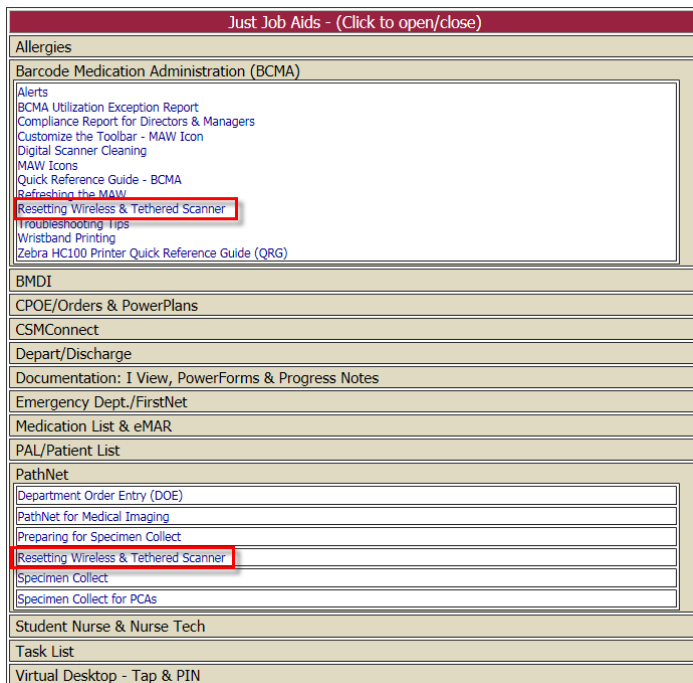 Just Job Aids - (Click to open/close)
Allergies
Barcode Medication Administration (BCMA)
Alerts
BCMA Utilization Exception Report
Compliance Report for Directors & Managers
Customize the Toolbar - MAW Icon
Digital Scanner Cleaning
MAW Icons
Quick Reference Guide - BCMA
Refreshing the MAW
Resetting Wireless & Tethered Scanner
Troubleshooting Tips
Wristband Printing
Zebra HC100 Printer Quick Reference Guide (QRG)
BMDI
CPOE/Orders & PowerPlans
CSMConnect
Depart/Discharge
Documentation: I View, PowerForms & Progress Notes
Emergency Dept./FirstNet
Medication List & eMAR
PAL/Patient List
PathNet
Department Order Entry (DOE)
PathNet for Medical Imaging
Preparing for Specimen Collect
Resetting Wireless & Tethered Scanner
Specimen Collect
Specimen Collect for PCAs
Student Nurse & Nurse Tech
Task List
Virtual Desktop - Tap & PIN